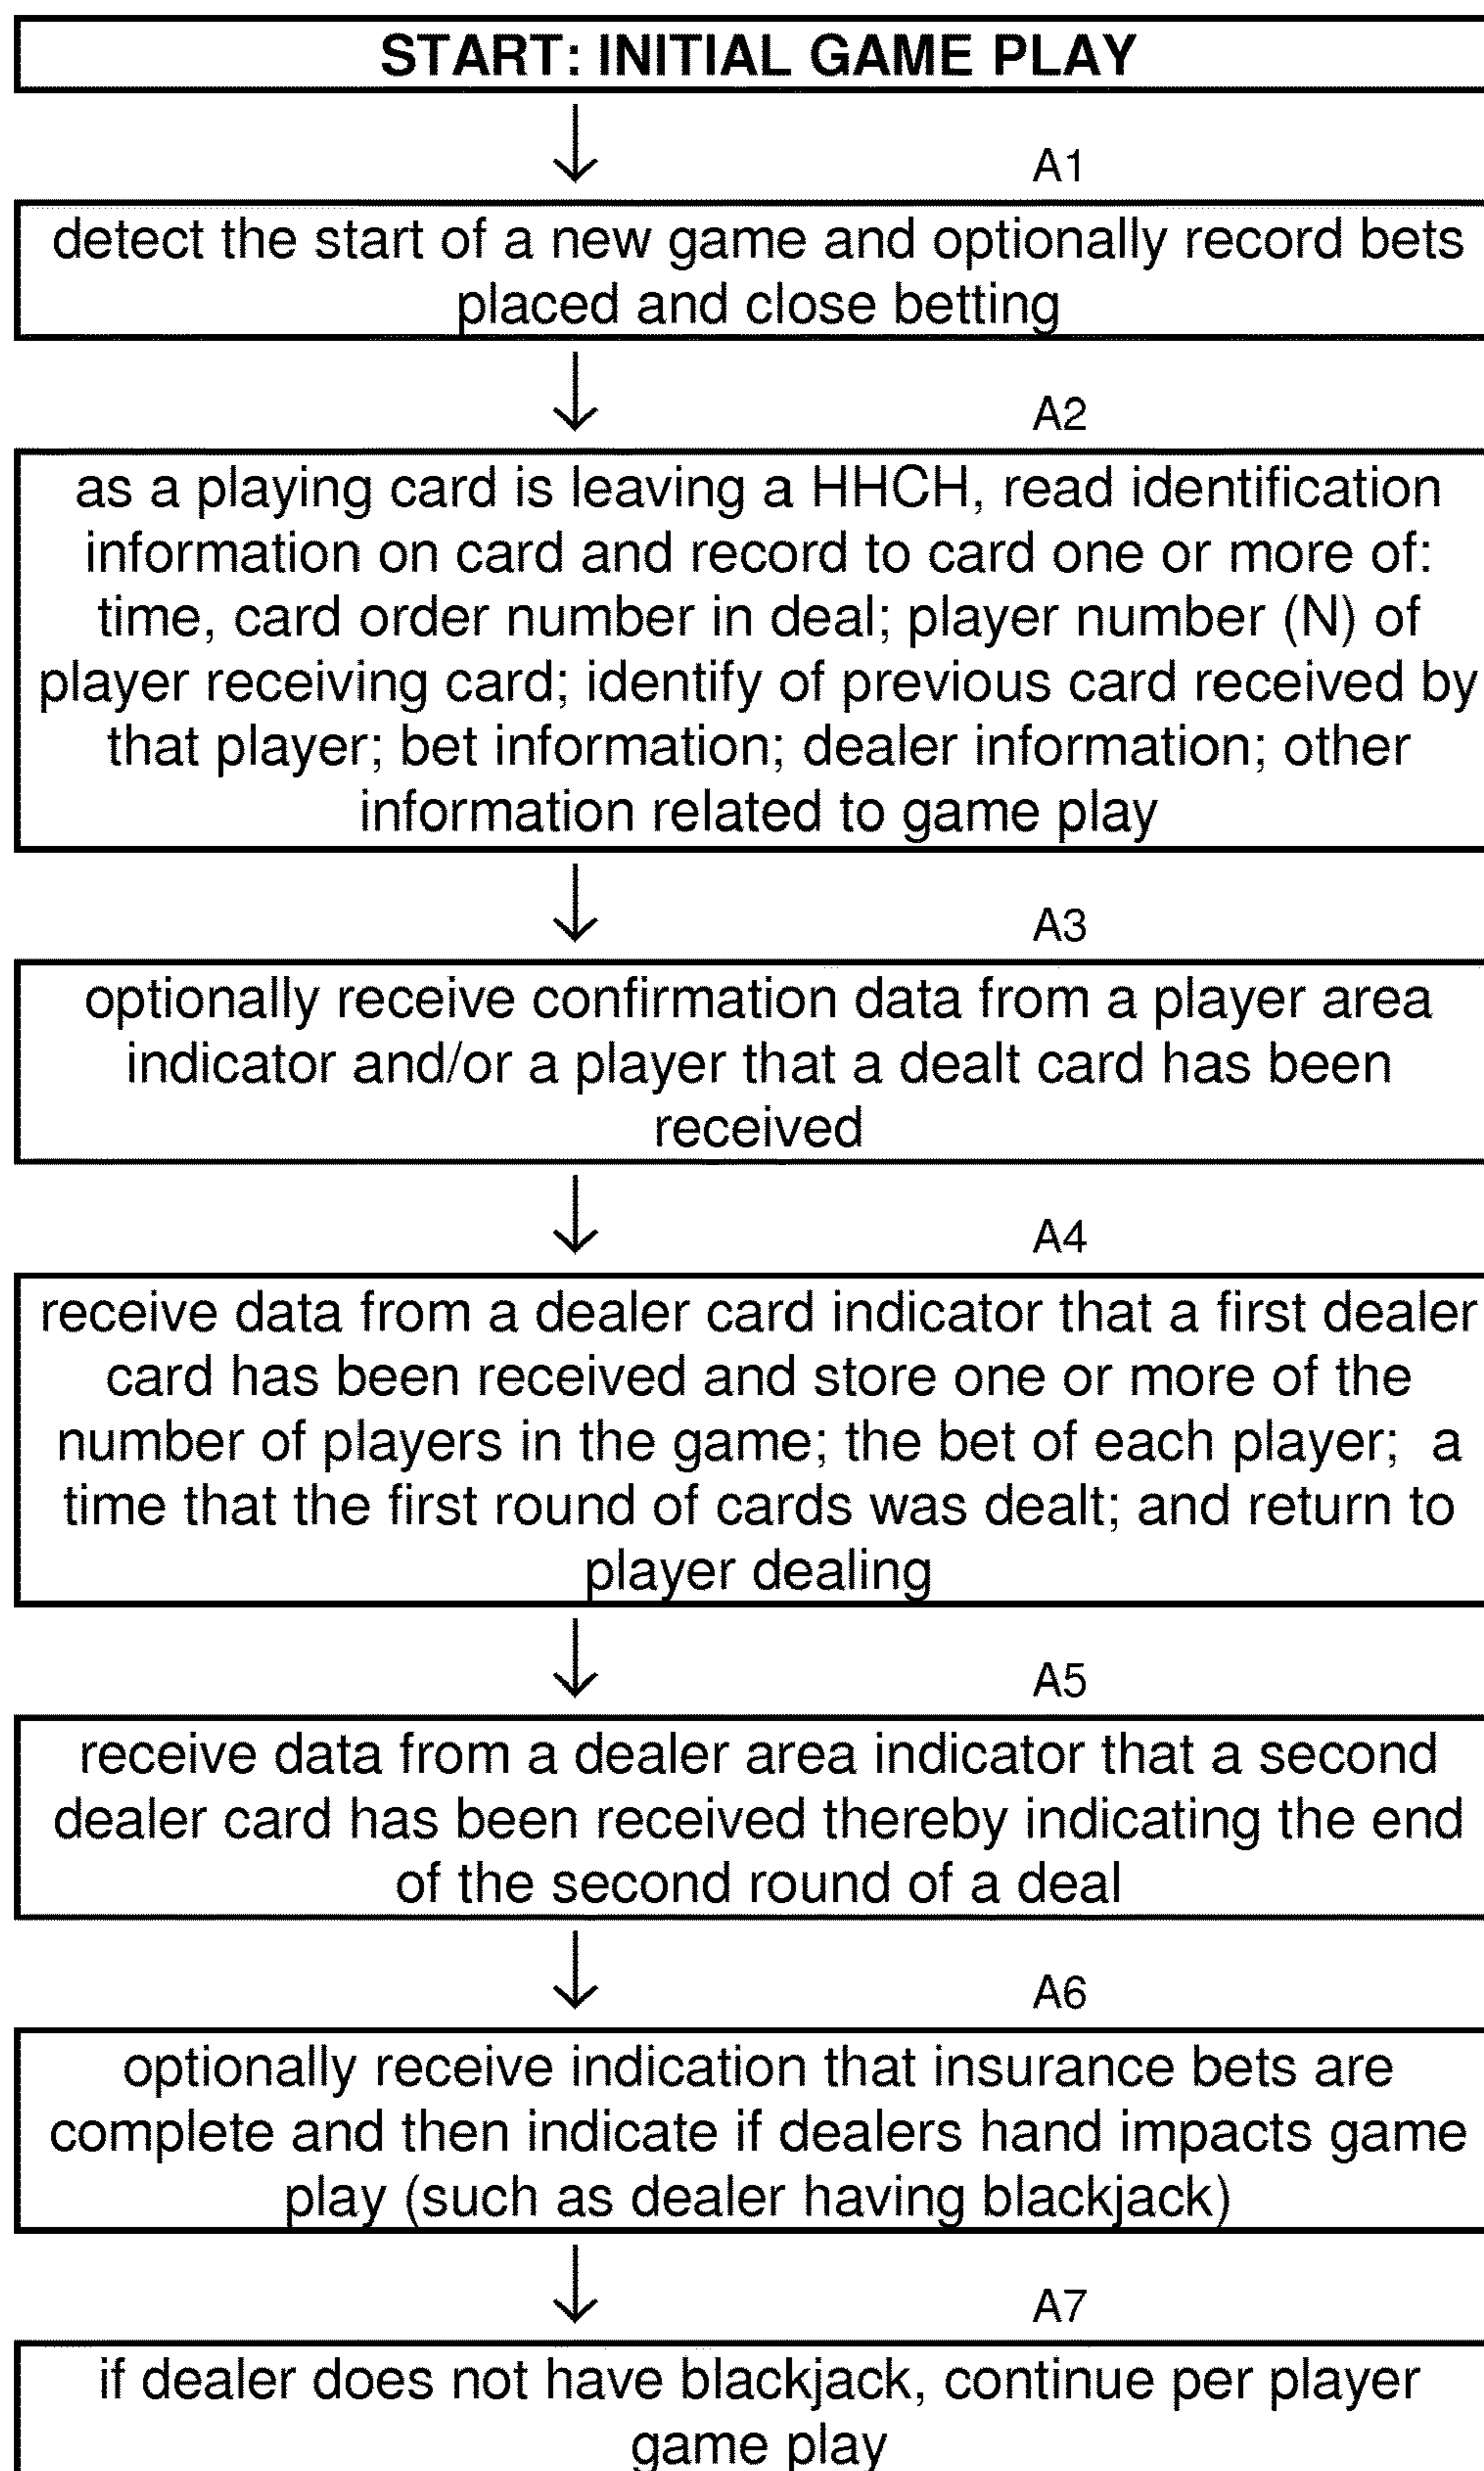 START: INITIAL GAME PLAY
A1
detect the start of a new game and optionally record bets
placed and close betting
A2
as a playing card is leaving a HHCH, read identification
information on card and record to card one or more of:
time, card order number in deal; player number (N) of
player receiving card; identify of previous card received by
that player; bet information; dealer information; other
information related to game play
A3
optionally receive confirmation data from a player area
indicator and/or a player that a dealt card has been
received
A4
receive data from a dealer card indicator that a first dealer
card has been received and store one or more of the
number of players in the game; the bet of each player;  a
time that the first round of cards was dealt; and return to
player dealing
A5
receive data from a dealer area indicator that a second
dealer card has been received thereby indicating the end
of the second round of a deal
A6
optionally receive indication that insurance bets are
complete and then indicate if dealers hand impacts game
play (such as dealer having blackjack)
A7
if dealer does not have blackjack, continue per player
game play